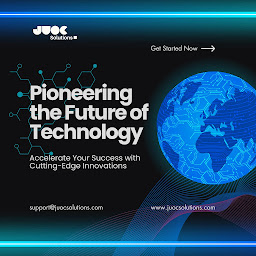 JUOC
Solutions
Get Started Now
Pioneering
the Future of
Technology
Accelerate Your Success with
Cutting-Edge Innovations
support@juocsolutions.com
www.juocsolutions.com